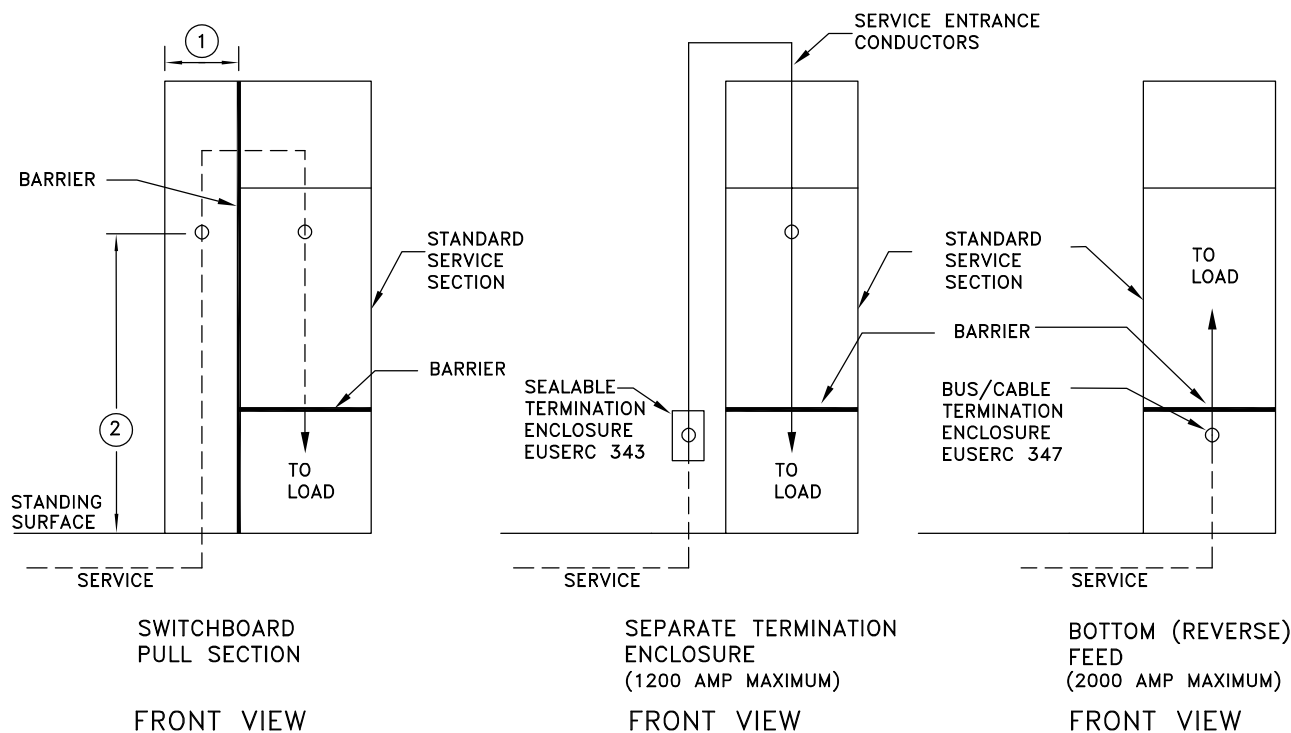 1
BARRIER
2
STANDING
SURFACE
SERVICE
TO
LOAD
STANDARD
SERVICE
SECTION
BARRIER
SWITCHBOARD
PULL SECTION
FRONT VIEW
SERVICE ENTRANCE
CONDUCTORS
SEALABLE
TERMINATION
ENCLOSURE
EUSERC 343
TO
LOAD
SERVICE
SEPARATE TERMINATION
ENCLOSURE
(1200 AMP MAXIMUM)
FRONT VIEW
STANDARD
SERVICE
SECTION
BARRIER
BUS/CABLE
TERMINATION
ENCLOSURE
EUSERC 347
TO
LOAD
SERVICE
BOTTOM (REVERSE)
FEED
(2000 AMP MAXIMUM)
FRONT VIEW